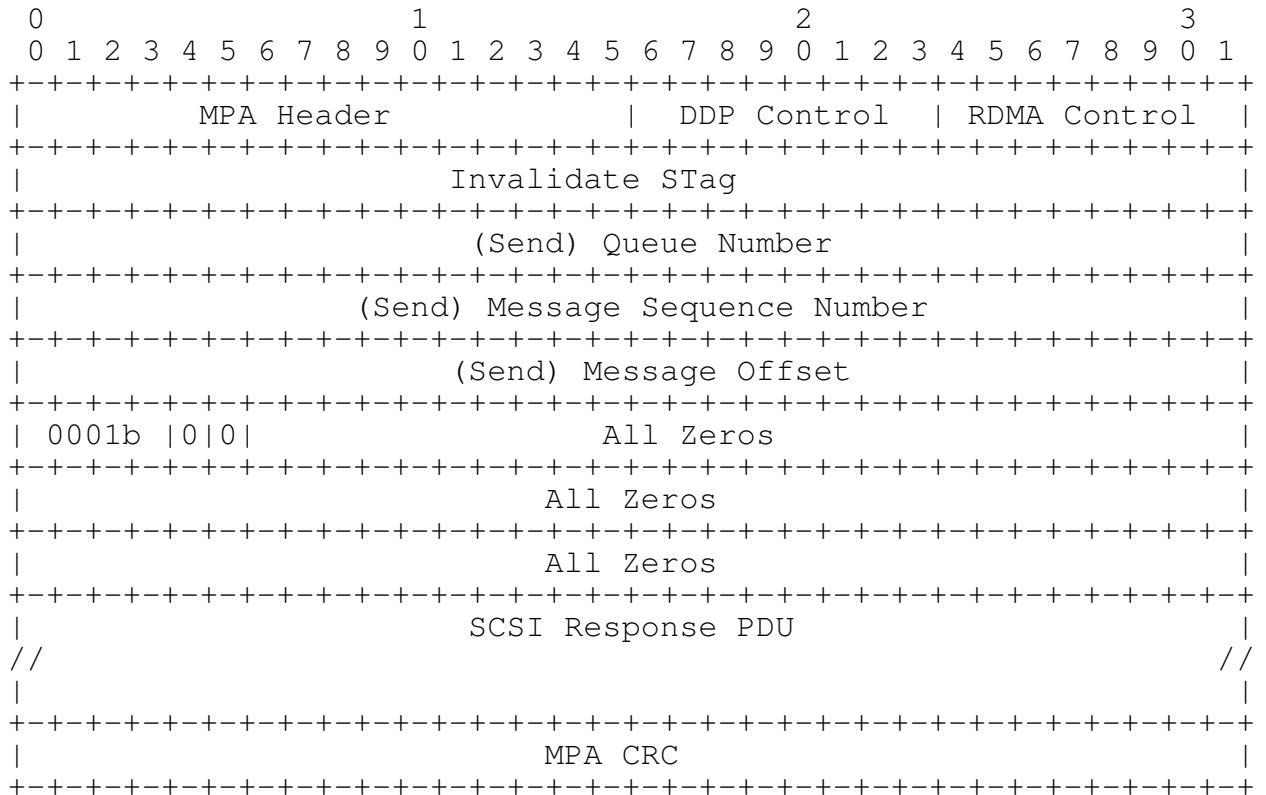 0                   1                   2                   3
 0 1 2 3 4 5 6 7 8 9 0 1 2 3 4 5 6 7 8 9 0 1 2 3 4 5 6 7 8 9 0 1
+-+-+-+-+-+-+-+-+-+-+-+-+-+-+-+-+-+-+-+-+-+-+-+-+-+-+-+-+-+-+-+-+
|         MPA Header            |  DDP Control  | RDMA Control  |
+-+-+-+-+-+-+-+-+-+-+-+-+-+-+-+-+-+-+-+-+-+-+-+-+-+-+-+-+-+-+-+-+
|                      Invalidate STag                          |
+-+-+-+-+-+-+-+-+-+-+-+-+-+-+-+-+-+-+-+-+-+-+-+-+-+-+-+-+-+-+-+-+
|                       (Send) Queue Number                     |
+-+-+-+-+-+-+-+-+-+-+-+-+-+-+-+-+-+-+-+-+-+-+-+-+-+-+-+-+-+-+-+-+
|                 (Send) Message Sequence Number                |
+-+-+-+-+-+-+-+-+-+-+-+-+-+-+-+-+-+-+-+-+-+-+-+-+-+-+-+-+-+-+-+-+
|                      (Send) Message Offset                    |
+-+-+-+-+-+-+-+-+-+-+-+-+-+-+-+-+-+-+-+-+-+-+-+-+-+-+-+-+-+-+-+-+
| 0001b |0|0|                  All Zeros                        |
+-+-+-+-+-+-+-+-+-+-+-+-+-+-+-+-+-+-+-+-+-+-+-+-+-+-+-+-+-+-+-+-+
|                           All Zeros                           |
+-+-+-+-+-+-+-+-+-+-+-+-+-+-+-+-+-+-+-+-+-+-+-+-+-+-+-+-+-+-+-+-+
|                           All Zeros                           |
+-+-+-+-+-+-+-+-+-+-+-+-+-+-+-+-+-+-+-+-+-+-+-+-+-+-+-+-+-+-+-+-+
|                       SCSI Response PDU                       |
//                                                             //
|                                                               |
+-+-+-+-+-+-+-+-+-+-+-+-+-+-+-+-+-+-+-+-+-+-+-+-+-+-+-+-+-+-+-+-+
|                           MPA CRC                             |
+-+-+-+-+-+-+-+-+-+-+-+-+-+-+-+-+-+-+-+-+-+-+-+-+-+-+-+-+-+-+-+-+